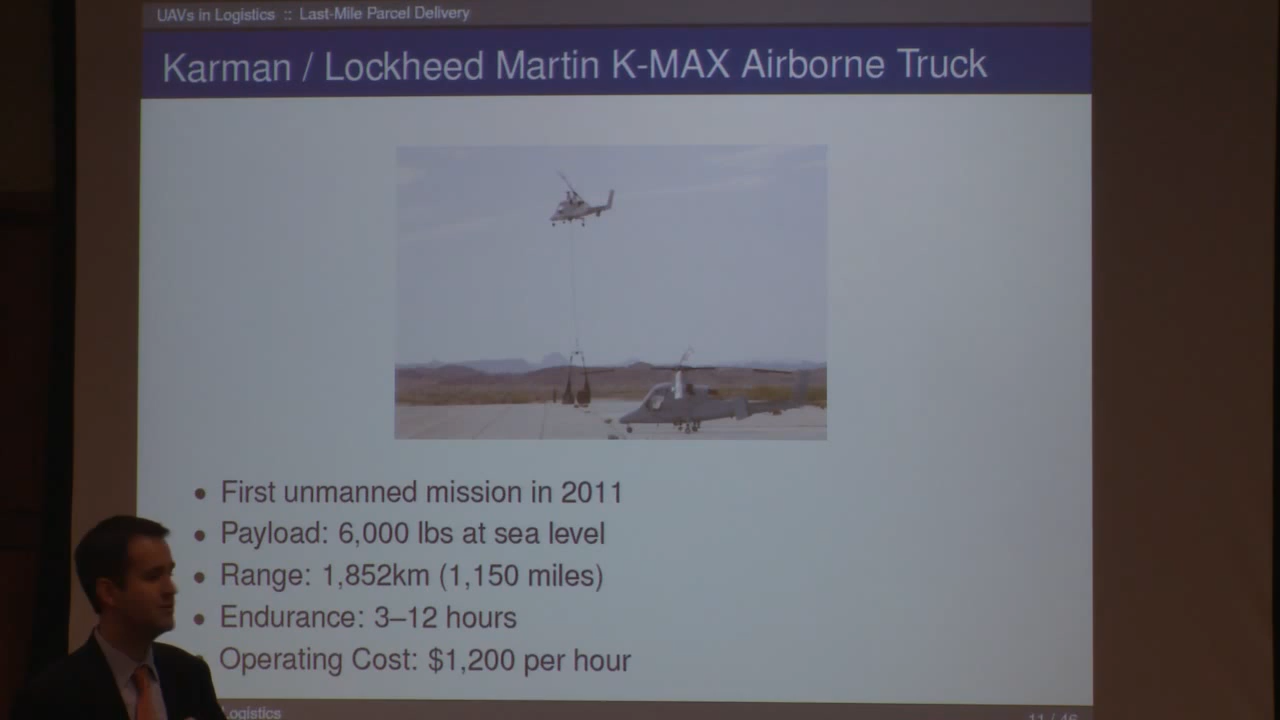 UAVs in Logistics :: Last-Mile Parcel Delivery
Karman / Lockheed Martin K-MAX Airborne Truck
• First unmanned mission in 2011
• Payload: 6,000 lbs at sea level
• Range: 1,852km (1,150 miles)
• Endurance: 3–12 hours
Operating Cost: $1,200 per hour
Logistics
11 / 46